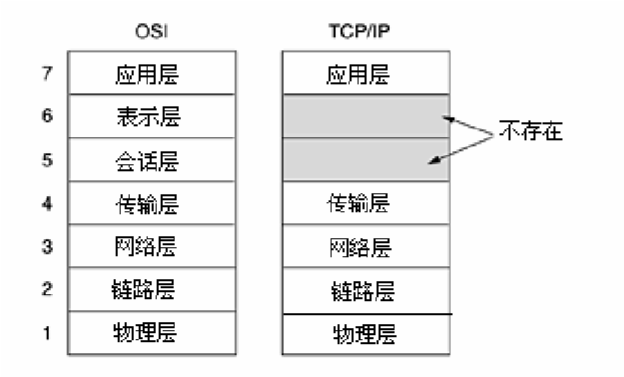 OSI TCP/IP
7 应用层 应用层
6 表示层
不存在
5 会话层
4 传输层 传输层
3 网络层 网络层
2 链路层 链路层
1 物理层 物理层